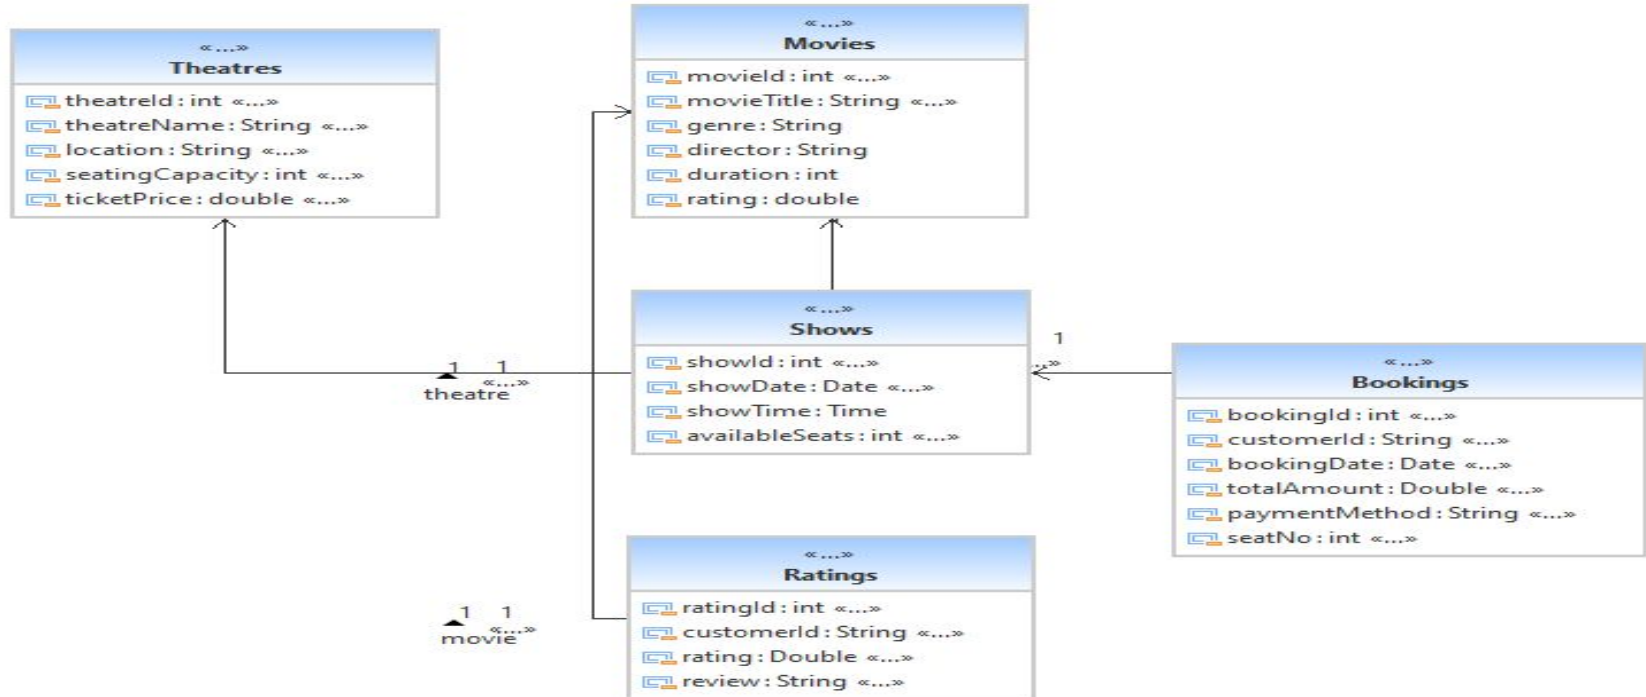 «...»
Theatres
theatreId : int «...»
theatreName : String «...»
location : String «...»
seatingCapacity : int «...»
ticketPrice : double «...»
«...»
Movies
movieId : int «...»
movieTitle : String «...»
genre : String
director : String
duration : int
rating : double
«...»
Shows
showId : int «...»
showDate : Date «...»
showTime : Time
availableSeats : int «...»
1 1
«...»
theatre
1
...»
«...»
Bookings
bookingId : int «...»
customerId : String «...»
bookingDate : Date «...»
totalAmount : Double «...»
paymentMethod : String «...»
seatNo : int «...»
«...»
Ratings
ratingId : int «...»
customerId : String «...»
rating : Double «...»
review : String «...»
1 1
«...»
movie